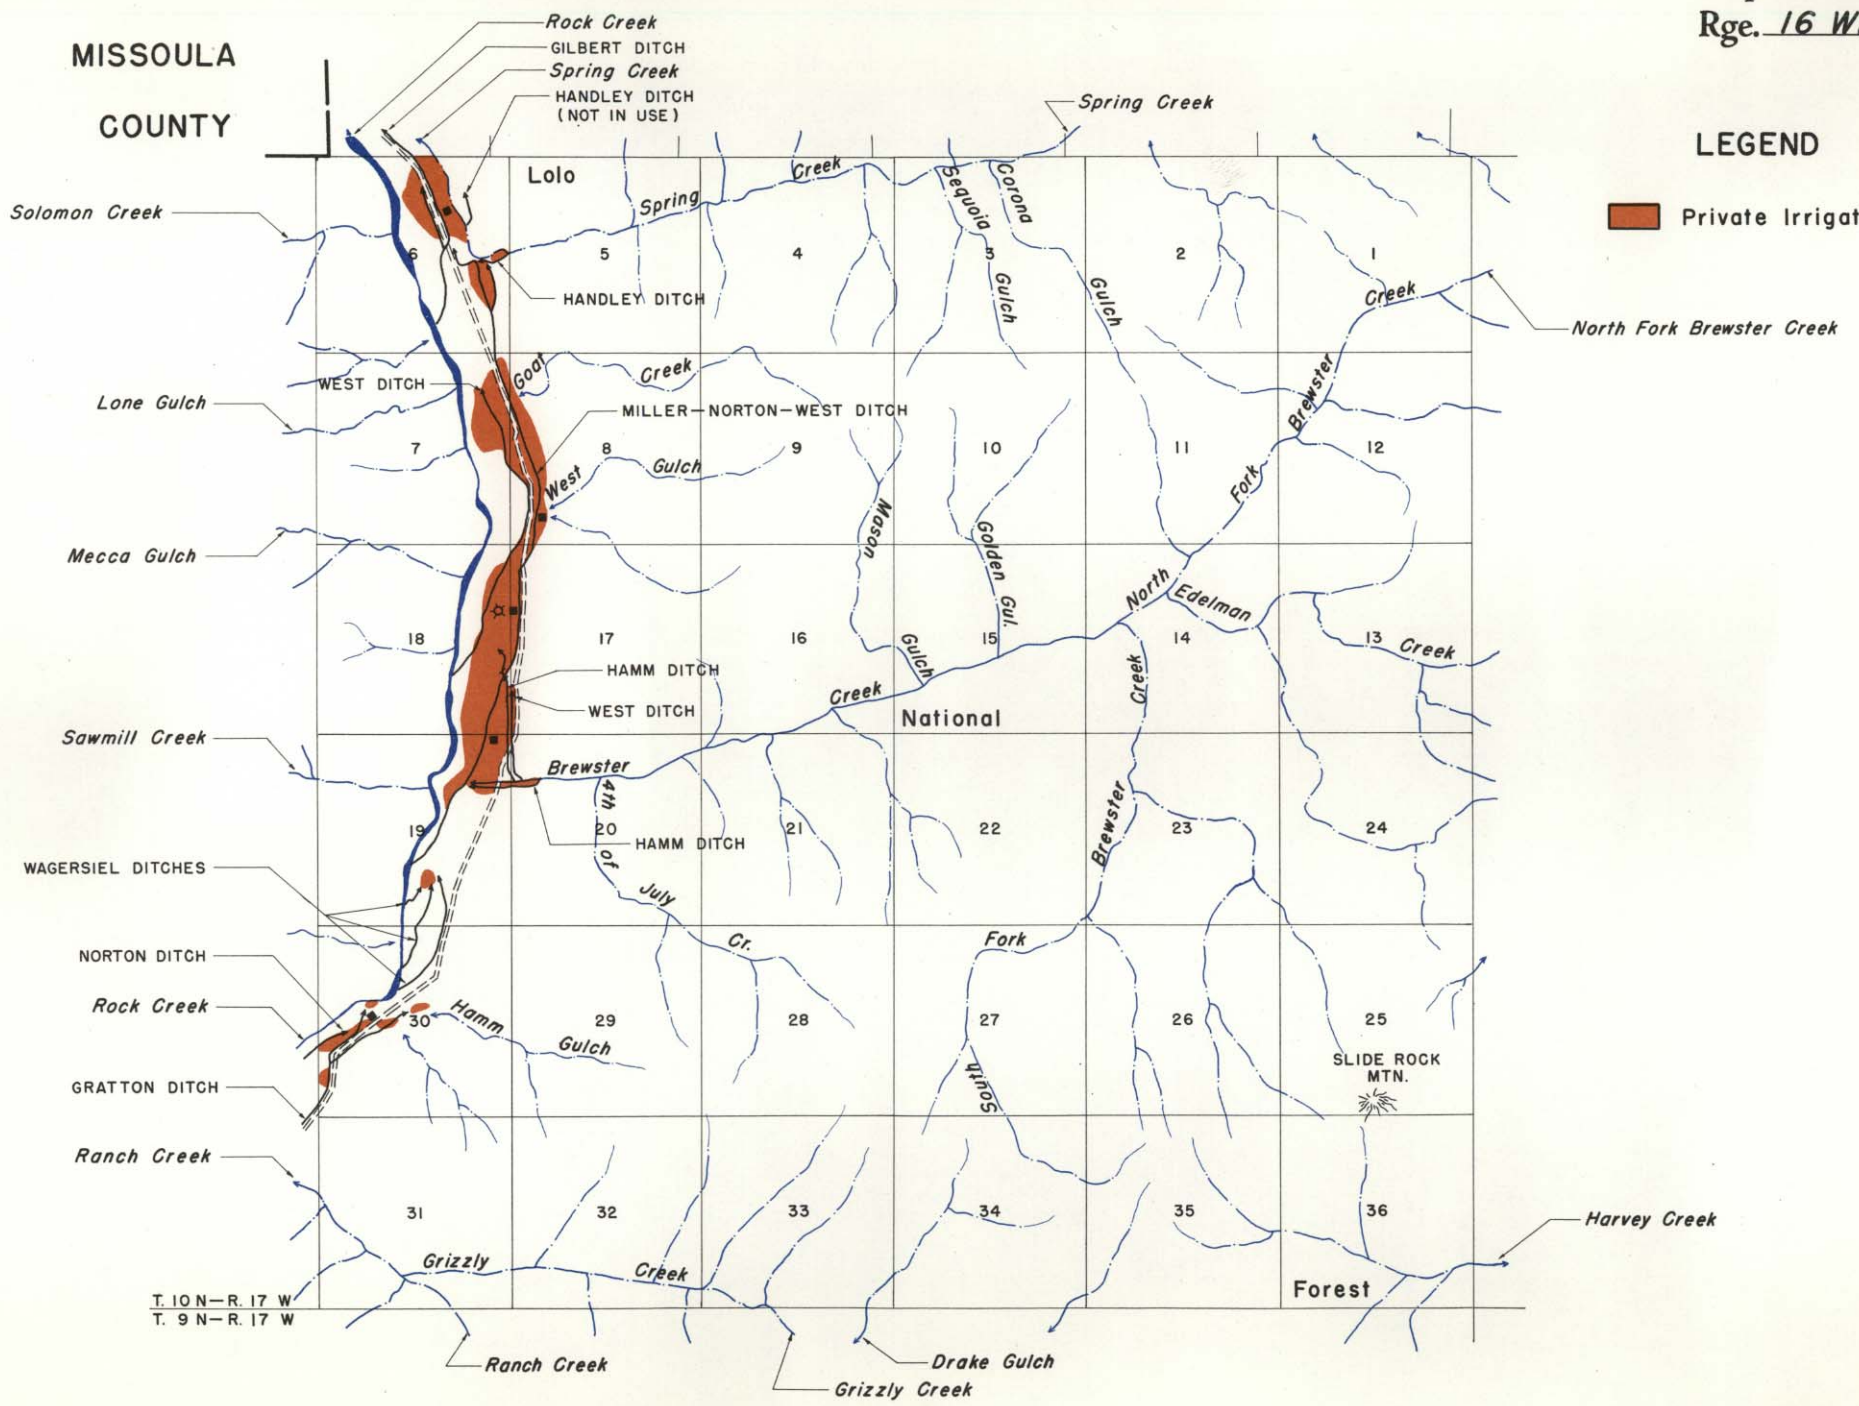 Rge. 16 W
MISSOULA
COUNTY
Rock Creek
GILBERT DITCH
Spring Creek
HANDLEY DITCH
(NOT IN USE)
Spring Creek
LEGEND
Private Irrigat
Lolo
Spring Creek
Sequoia Gulch
Corona Gulch
Solomon Creek
6
5
4
3
2
1
HANDLEY DITCH
Creek
North Fork Brewster Creek
WEST DITCH
Goat Creek
Lone Gulch
MILLER-NORTON-WEST DITCH
Brewster
7
8
9
10
11
12
West Gulch
Fork
Mason Gulch
Golden Gul.
Mecca Gulch
North
Edelman Creek
18
17
16
15
14
13
HAMM DITCH
WEST DITCH
Creek
Creek
National
Sawmill Creek
Brewster
4th of July Cr.
19
20
21
22
23
24
HAMM DITCH
Brewster
WAGERSIEL DITCHES
NORTON DITCH
Fork
Rock Creek
Hamm Gulch
30
29
28
27
26
25
SLIDE ROCK
MTN.
South
GRATTON DITCH
Ranch Creek
31
32
33
34
35
36
Harvey Creek
Grizzly Creek
Forest
T. 10 N–R. 17 W
T. 9 N–R. 17 W
Ranch Creek
Drake Gulch
Grizzly Creek